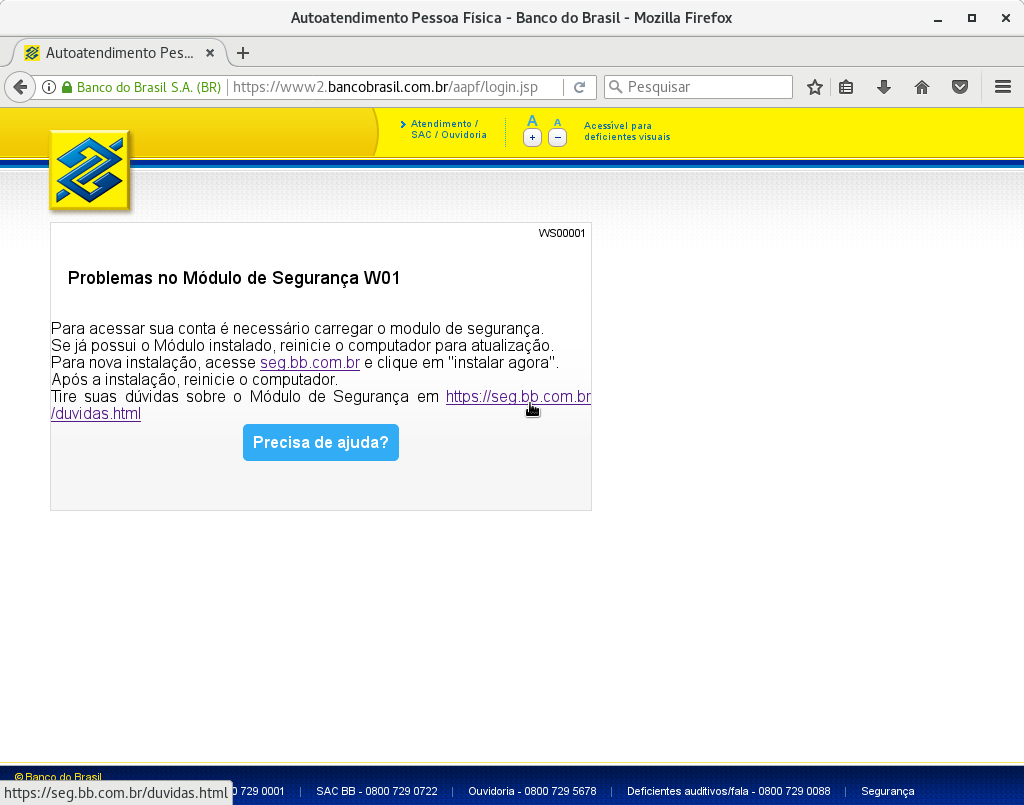 Autoatendimento Pessoa Física - Banco do Brasil - Mozilla Firefox
Autoatendimento Pes...
Banco do Brasil S.A. (BR)
https://www2.bancobrasil.com.br/aapf/login.jsp
Pesquisar
Atendimento /
SAC / Ouvidoria
A A
+ −
Acessível para
deficientes visuais
WS00001
Problemas no Módulo de Segurança W01
Para acessar sua conta é necessário carregar o modulo de segurança.
Se já possui o Módulo instalado, reinicie o computador para atualização.
Para nova instalação, acesse seg.bb.com.br e clique em "instalar agora".
Após a instalação, reinicie o computador.
Tire suas dúvidas sobre o Módulo de Segurança em https://seg.bb.com.br
/duvidas.html
Precisa de ajuda?
© Banco do Brasil
https://seg.bb.com.br/duvidas.html
0 729 0001 | SAC BB - 0800 729 0722 | Ouvidoria - 0800 729 5678 | Deficientes auditivos/fala - 0800 729 0088 | Segurança